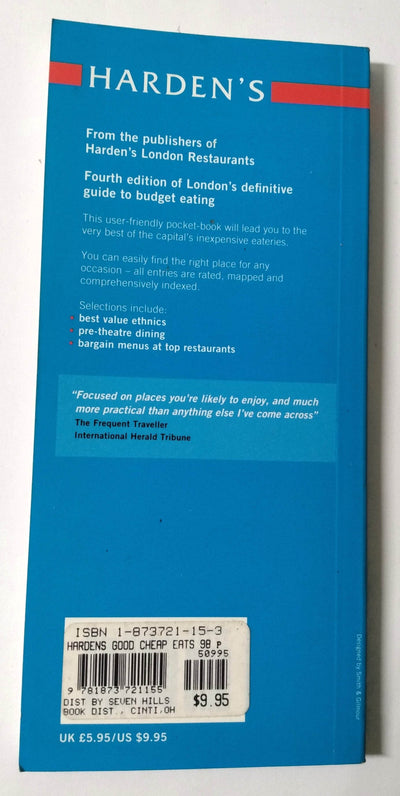 HARDEN'S
From the publishers of
Harden's London Restaurants
Fourth edition of London's definitive
guide to budget eating
This user-friendly pocket-book will lead you to the
very best of the capital's inexpensive eateries.
You can easily find the right place for any
occasion – all entries are rated, mapped and
comprehensively indexed.
Selections include:
• best value ethnics
• pre-theatre dining
• bargain menus at top restaurants
"Focused on places you're likely to enjoy, and much
more practical than anything else I've come across"
The Frequent Traveller
International Herald Tribune
ISBN 1-873721-15-3
HARDENS GOOD CHEAP EATS 98 P
50995
9 781873 721155
$9.95
DIST BY SEVEN HILLS
BOOK DIST., CINTI,OH
UK £5.95/US $9.95
Designed by Smith & Gilmour